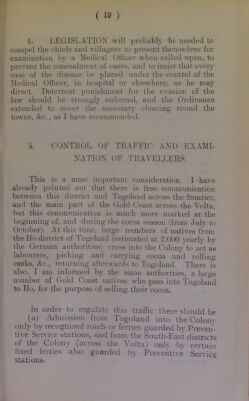 ( 19 )
4. LEGISLATION will probably be needed to
compel the chiefs and villagers to present themselves for
examination by a Medical Officer when called upon, to
prevent the concealment of cases, and to insist that every
case of the disease be placed under the control of the
Medical Officer, in hospital or elsewhere, as he may
direct. Deterrent punishment for the evasion of the
law should be strongly enforced, and the Ordinance
extended to cover the necessary clearing round the
towns, &c., as I have recommended.
5. CONTROL OF TRAFFIC AND EXAMI-
NATION OF TRAVELLERS.
This is a most important consideration. I have
already pointed out that there is free communication
between this district and Togoland across the frontier,
and the main part of the Gold Coast across the Volta,
but this communication is much more marked at the
beginning of, and during the cocoa season (from July to
October). At this time, large numbers of natives from
the Ho district of Togoland (estimated at 2,000 yearly by
the German authorities) cross into the Colony to act as
labourers, picking and carrying cocoa and rolling
casks, &c., returning afterwards to Togoland. There is
also, I am informed by the same authorities, a large
number of Gold Coast natives who pass into Togoland
to Ho, for the purpose of selling their cocoa.
In order to regulate this traffic there should be
(a) Admission from Togoland into the Colony
only by recognized roads or ferries guarded by Preven-
tive Service stations, and from the South-East districts
of the Colony (across the Volta) only by certain
fixed ferries also guarded by Preventive Service
stations.